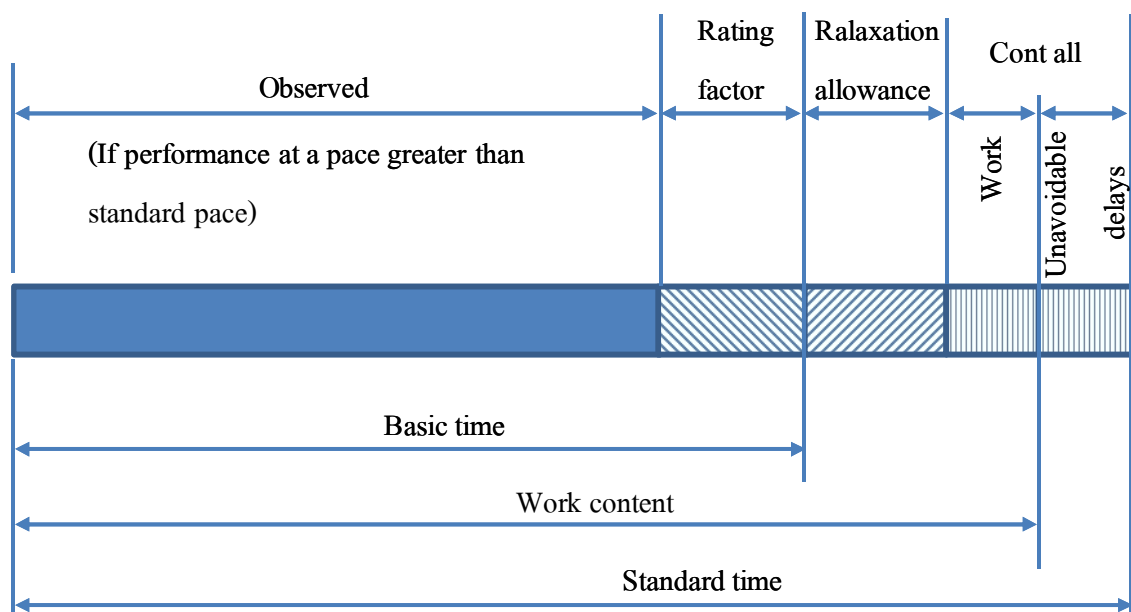 Observed
(If performance at a pace greater than
standard pace)
Rating
factor
Ralaxation
allowance
Cont all
Work
Unavoidable
delays
Basic time
Work content
Standard time